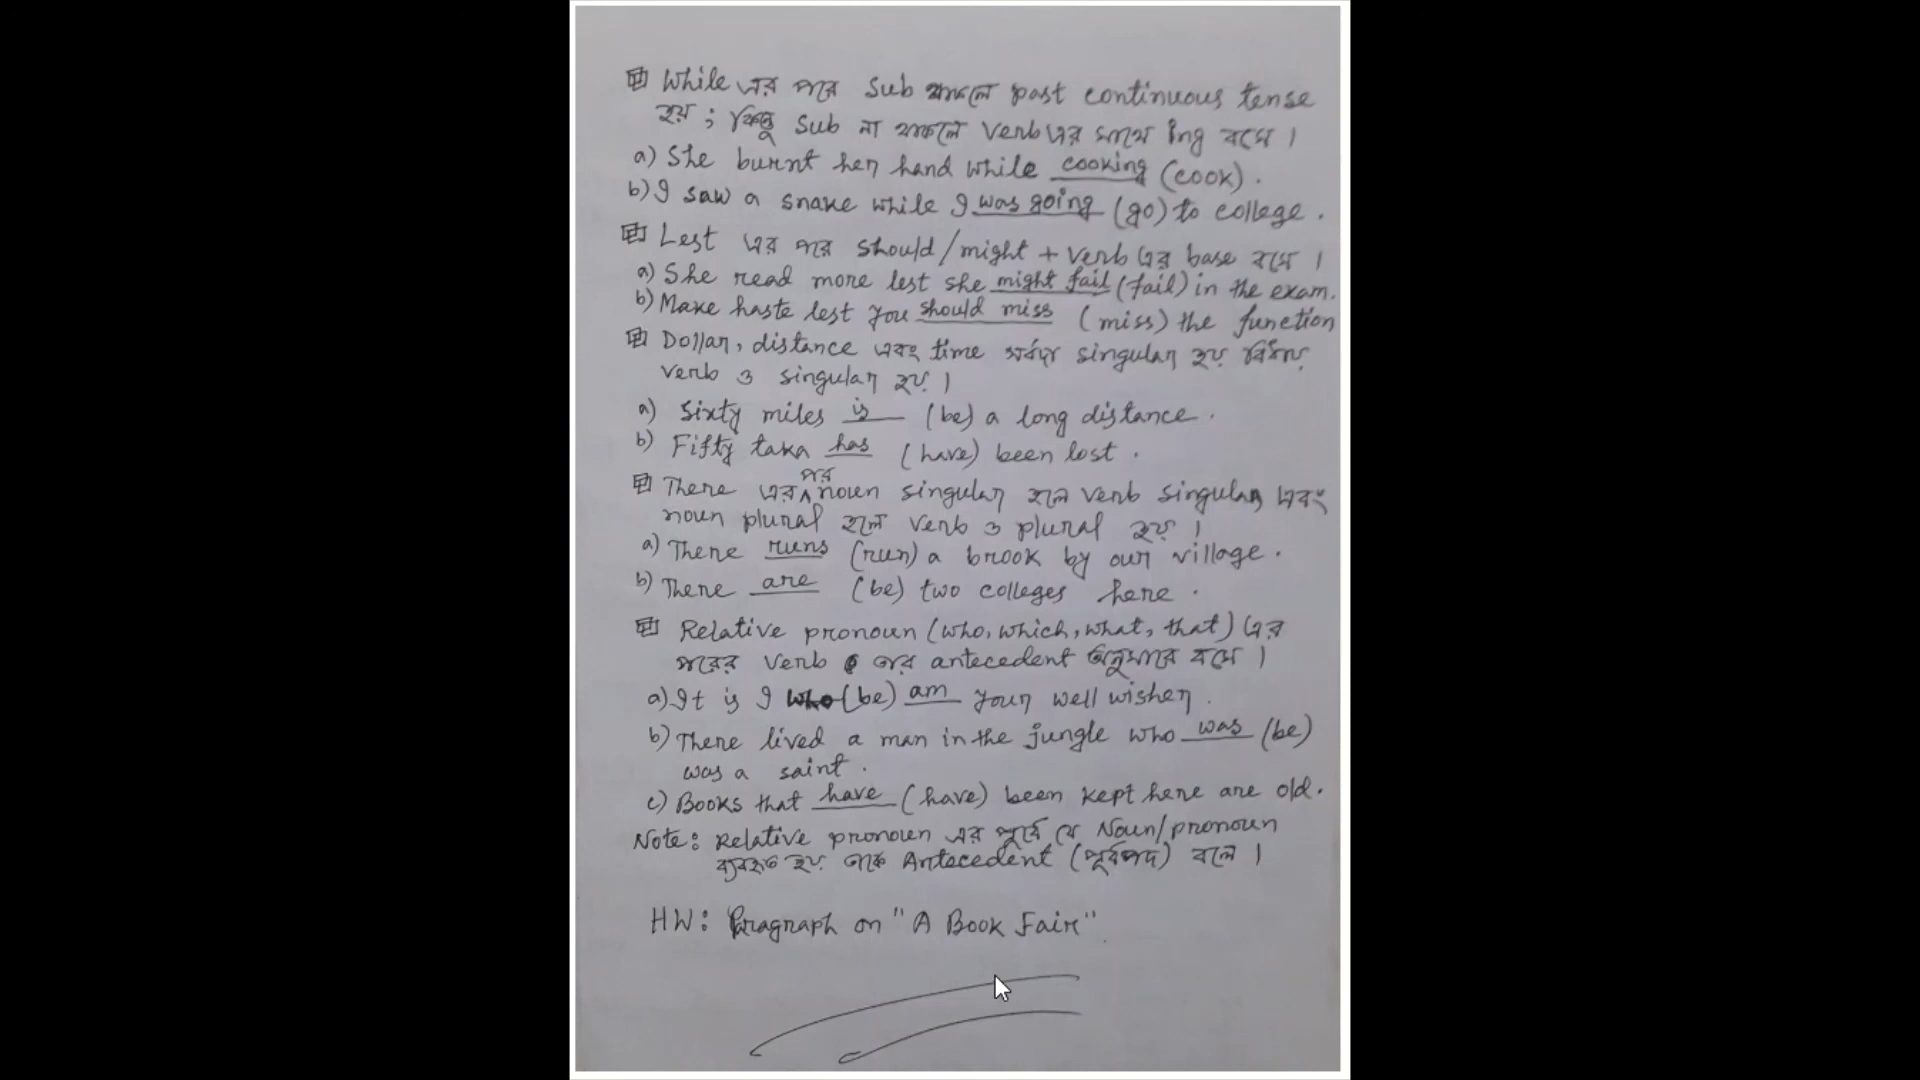 While এর পরে Sub থাকলে past continuous tense
হয়; কিন্তু Sub না থাকলে verb এর সাথে ing বসে।
a) She burnt her hand while cooking (cook).
b) I saw a snake while I was going (go) to college.
Lest এর পরে should/might + verb এর base বসে।
a) She read more lest she might fail (fail) in the exam.
b) Make haste lest you should miss (miss) the function
Dollar, distance এবং time সর্বদা singular হয় বিধায়
verb ও singular হয়।
a) Sixty miles is (be) a long distance.
b) Fifty taka has (have) been lost.
There এর পর noun singular হলে verb singular এবং
noun plural হলে verb ও plural হয়।
a) There runs (run) a brook by our village.
b) There are (be) two colleges here.
Relative pronoun (who, which, what, that) এর
পরের verb তার antecedent অনুসারে বসে।
a) It is I who (be) am your well wisher.
b) There lived a man in the jungle who was (be)
was a saint.
c) Books that have (have) been kept here are old.
Note: Relative pronoun এর পূর্বে যে Noun/pronoun
ব্যবহৃত হয় তাকে Antecedent (পূর্বপদ) বলে।
HW: Paragraph on "A Book Fair".